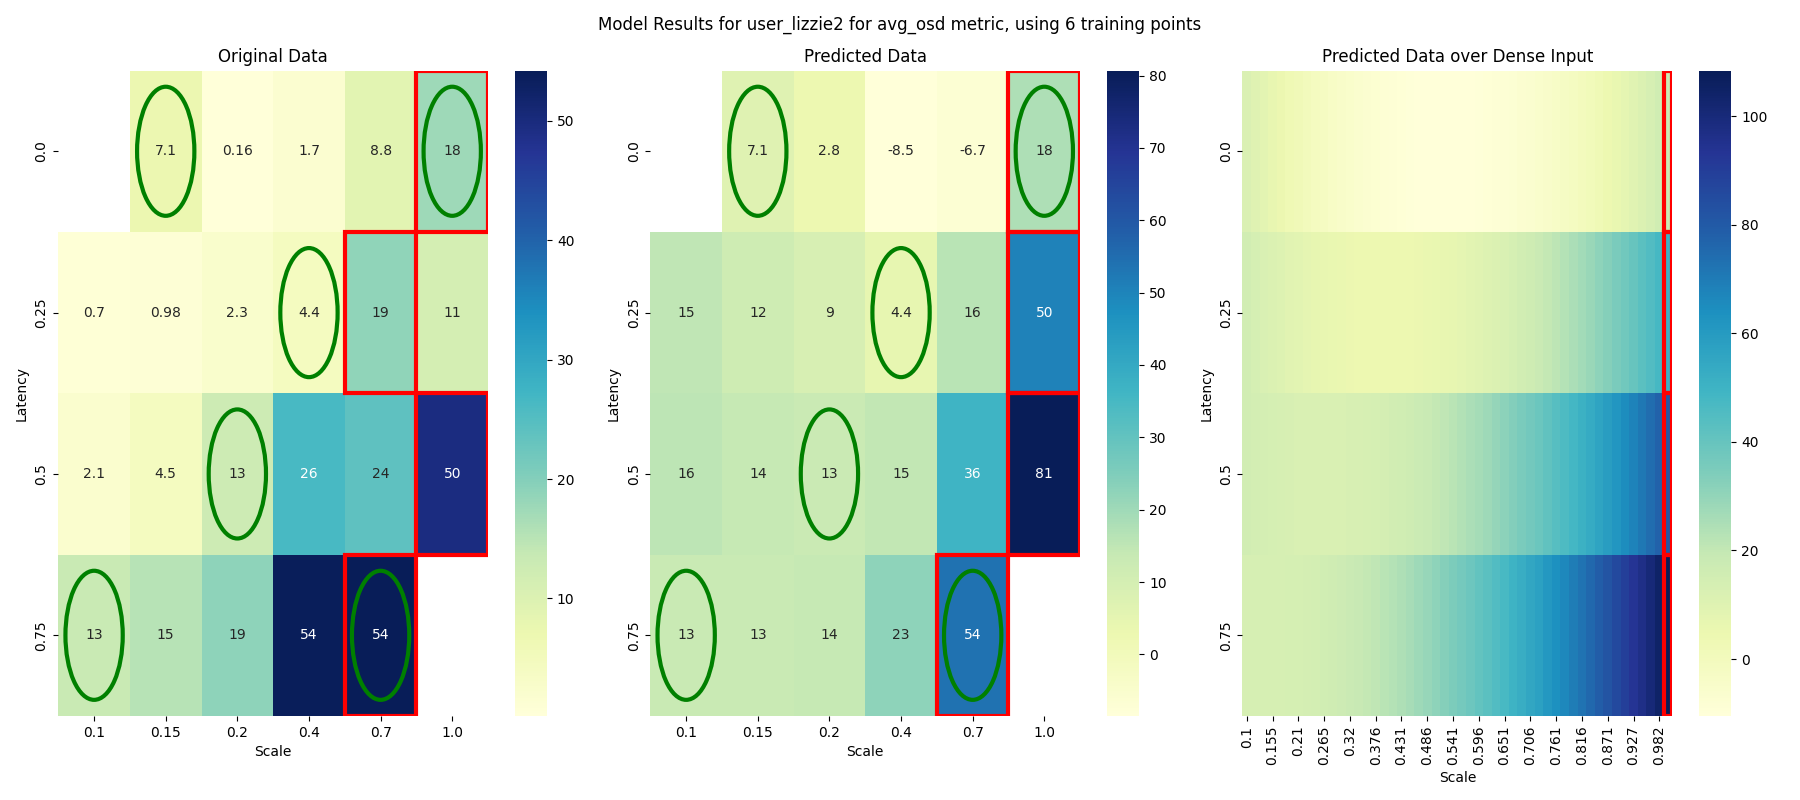 Model Results for user_lizzie2 for avg_osd metric, using 6 training points
Original Data
0.0 7.1 0.16 1.7 8.8 18
0.25 0.7 0.98 2.3 4.4 19 11
0.5 2.1 4.5 13 26 24 50
0.75 13 15 19 54 54
0.1 0.15 0.2 0.4 0.7 1.0
Scale
Latency
50
40
30
20
10
Predicted Data
0.0 7.1 2.8 -8.5 -6.7 18
0.25 15 12 9 4.4 16 50
0.5 16 14 13 15 36 81
0.75 13 13 14 23 54
0.1 0.15 0.2 0.4 0.7 1.0
Scale
Latency
80
70
60
50
40
30
20
10
0
Predicted Data over Dense Input
0.0
0.25
0.5
0.75
0.1 0.155 0.21 0.265 0.32 0.376 0.431 0.486 0.541 0.596 0.651 0.706 0.761 0.816 0.871 0.927 0.982
Scale
Latency
100
80
60
40
20
0